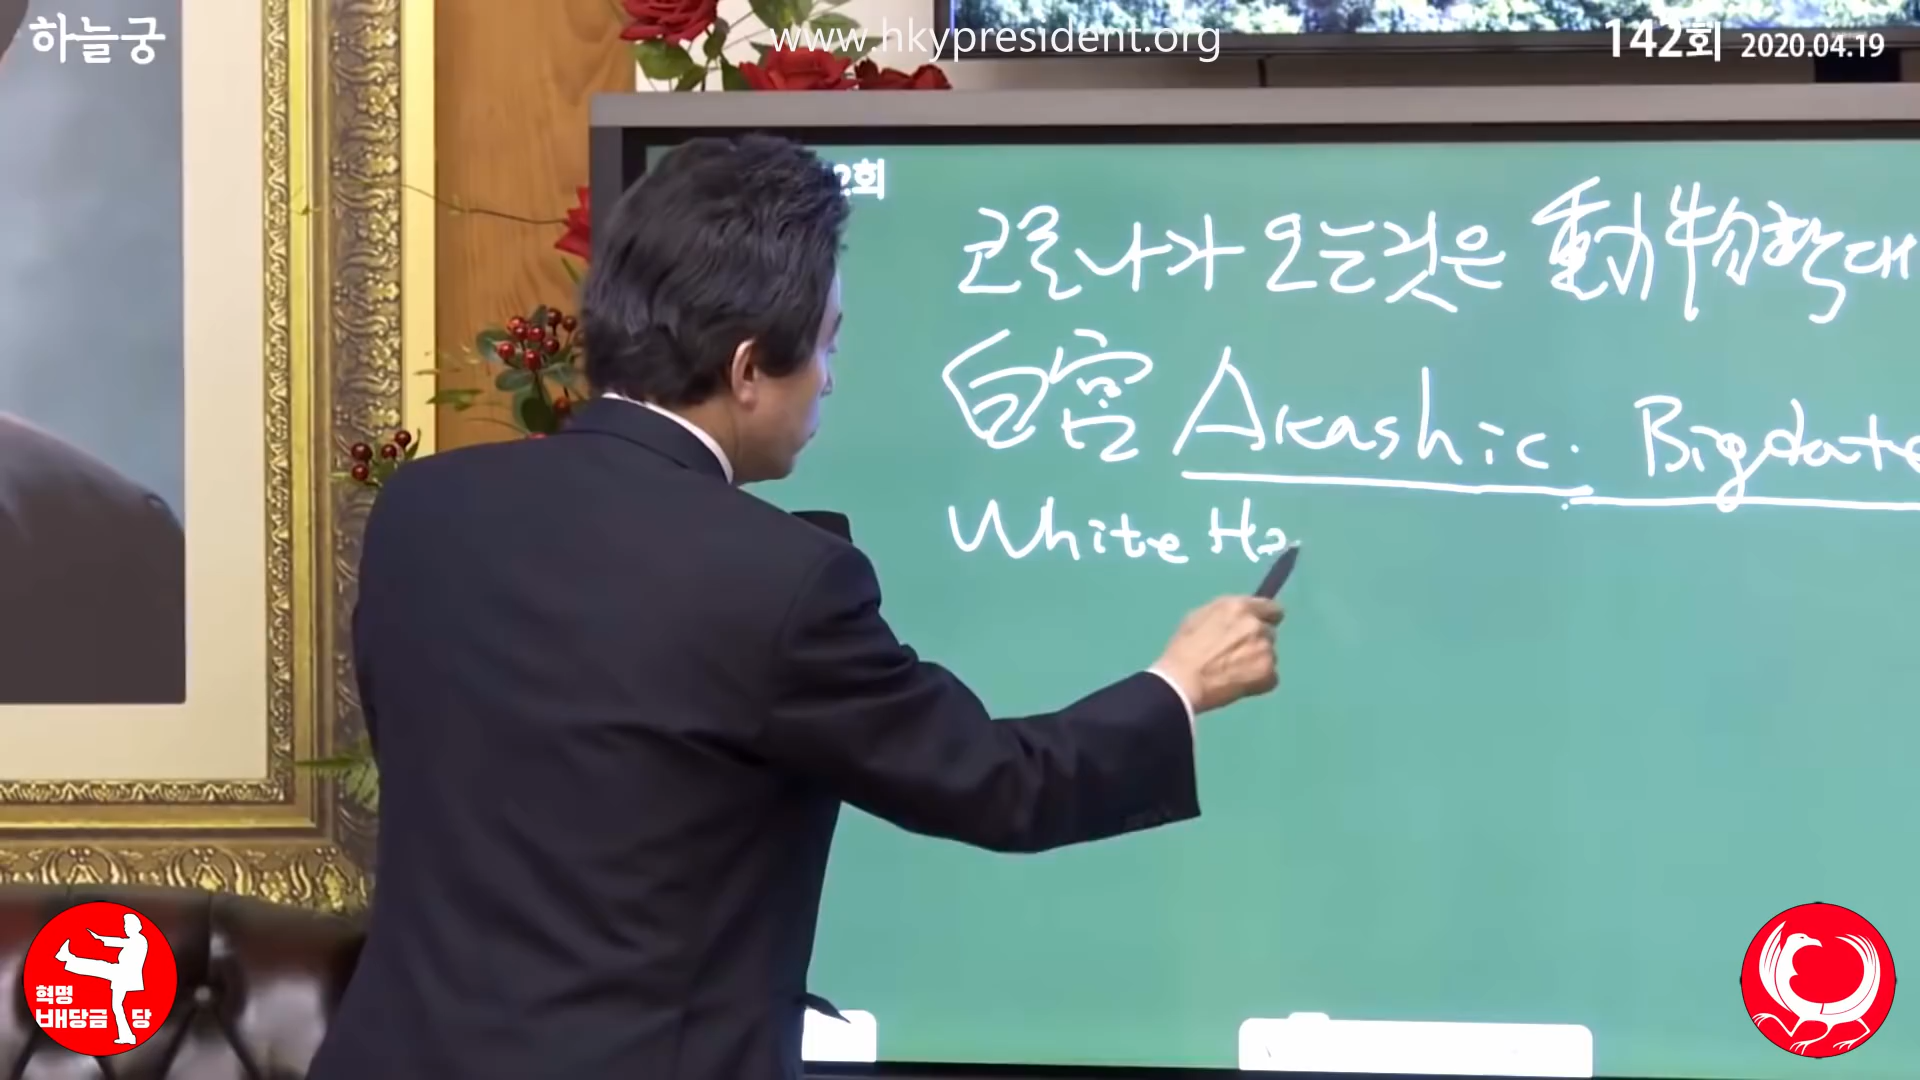 하늘궁
www.hkypresident.org
142회 2020.04.19
2회
코로나가 오는것은 動物학대
白宮 Akashic. Bigdate
White Ho
혁명
배당금당